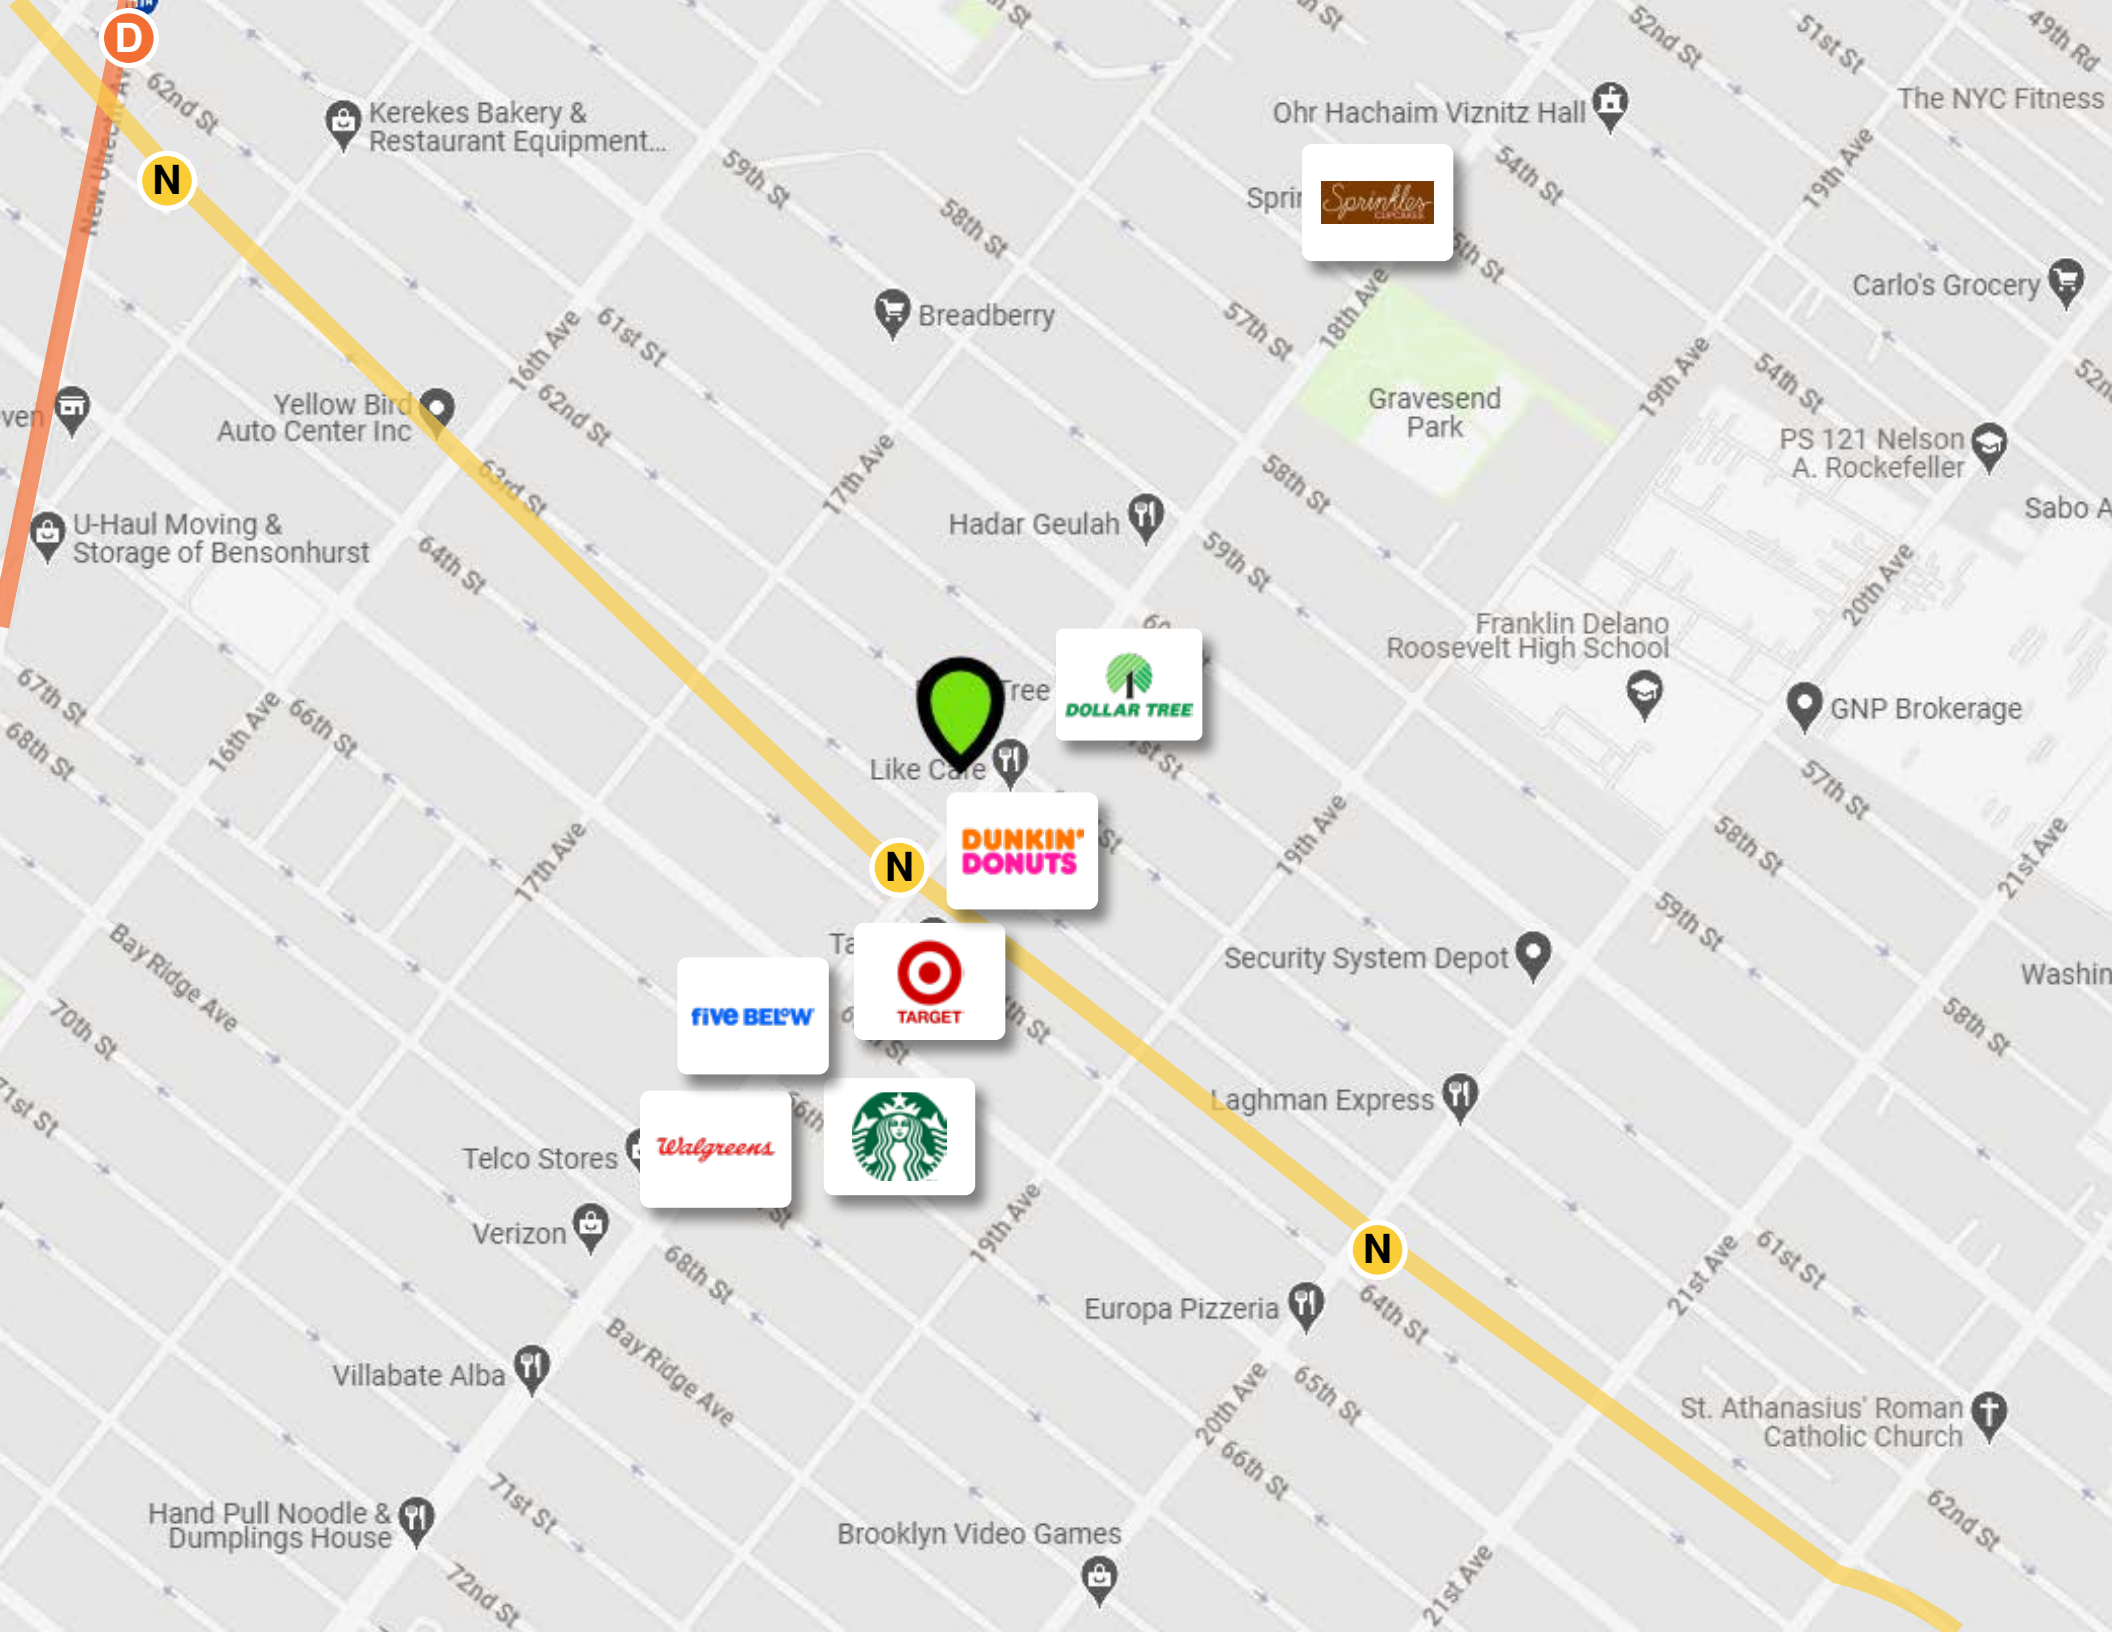 D
N
62nd St
New Utrecht Av
Kerekes Bakery &
Restaurant Equipment...
59th St
58th St
52nd St
51st St
49th Rd
The NYC Fitness
Ohr Hachaim Viznitz Hall
54th St
19th Ave
Sprinkles
CUPCAKES
Carlo's Grocery
Breadberry
57th St
18th Ave
61st St
16th Ave
Yellow Bird
Auto Center Inc
62nd St
63rd St
Gravesend
Park
19th Ave
54th St
PS 121 Nelson
A. Rockefeller
17th Ave
58th St
Sabo A
Hadar Geulah
59th St
U-Haul Moving &
Storage of Bensonhurst
64th St
20th Ave
Franklin Delano
Roosevelt High School
Tree
DOLLAR TREE
GNP Brokerage
67th St
68th St
16th Ave
66th St
Like Cafe
57th St
58th St
21st Ave
19th Ave
17th Ave
DUNKIN'
DONUTS
N
59th St
Bay Ridge Ave
Security System Depot
Washin
TARGET
five BELOW
70th St
58th St
71st St
Laghman Express
Telco Stores
Walgreens
66th
Verizon
19th Ave
68th St
N
61st St
21st Ave
Europa Pizzeria
64th St
Bay Ridge Ave
Villabate Alba
20th Ave
65th St
St. Athanasius' Roman
Catholic Church
66th St
71st St
62nd St
Hand Pull Noodle &
Dumplings House
Brooklyn Video Games
72nd St
21st Ave